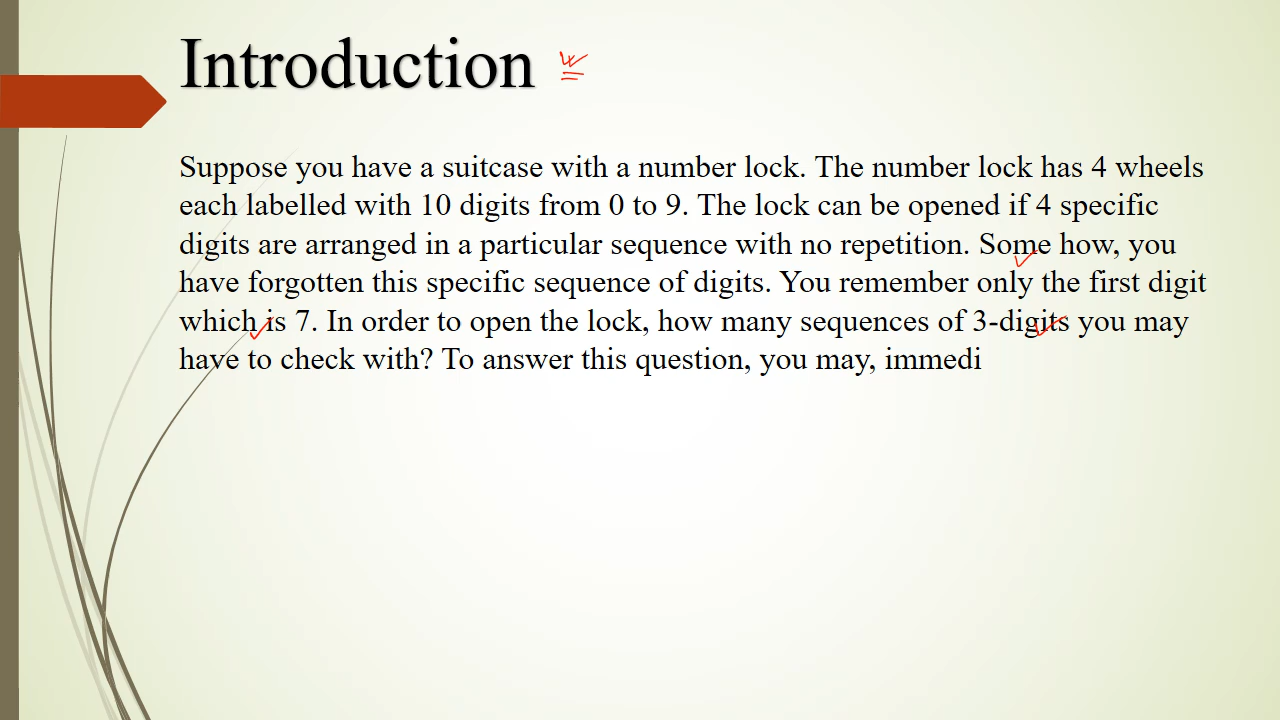 Introduction
Suppose you have a suitcase with a number lock. The number lock has 4 wheels
each labelled with 10 digits from 0 to 9. The lock can be opened if 4 specific
digits are arranged in a particular sequence with no repetition. Some how, you
have forgotten this specific sequence of digits. You remember only the first digit
which is 7. In order to open the lock, how many sequences of 3-digits you may
have to check with? To answer this question, you may, immedi